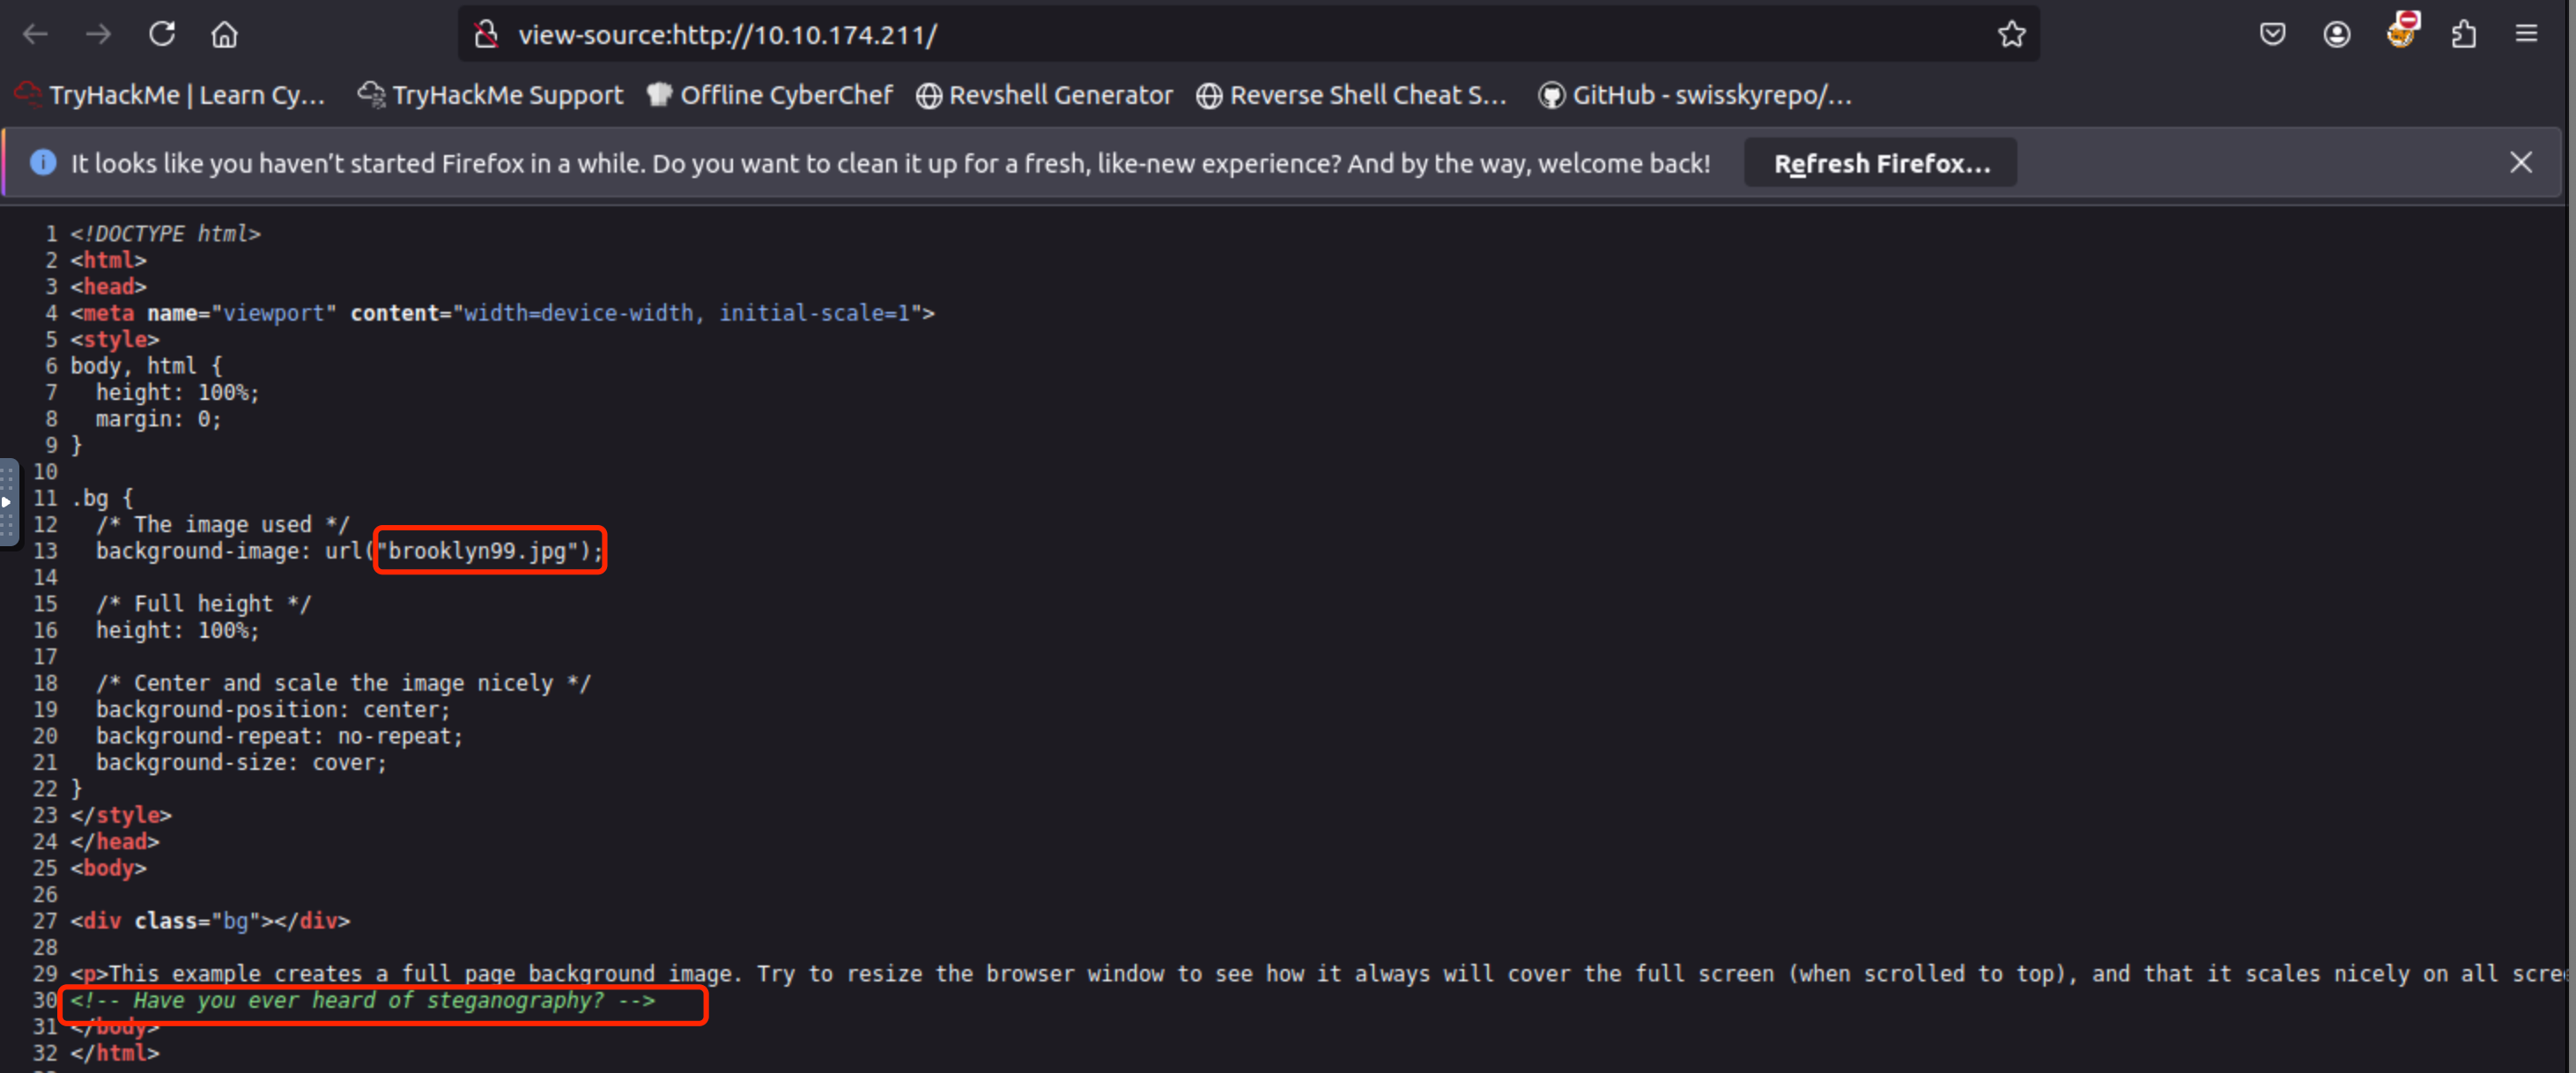 view-source:http://10.10.174.211/
TryHackMe | Learn Cy... TryHackMe Support Offline CyberChef Revshell Generator Reverse Shell Cheat S... GitHub - swisskyrepo/...
It looks like you haven't started Firefox in a while. Do you want to clean it up for a fresh, like-new experience? And by the way, welcome back! Refresh Firefox...
1 <!DOCTYPE html>
2 <html>
3 <head>
4 <meta name="viewport" content="width=device-width, initial-scale=1">
5 <style>
6 body, html {
7   height: 100%;
8   margin: 0;
9 }
10
11 .bg {
12   /* The image used */
13   background-image: url("brooklyn99.jpg");
14
15   /* Full height */
16   height: 100%;
17
18   /* Center and scale the image nicely */
19   background-position: center;
20   background-repeat: no-repeat;
21   background-size: cover;
22 }
23 </style>
24 </head>
25 <body>
26
27 <div class="bg"></div>
28
29 <p>This example creates a full page background image. Try to resize the browser window to see how it always will cover the full screen (when scrolled to top), and that it scales nicely on all scre
30 <!-- Have you ever heard of steganography? -->
31 </body>
32 </html>